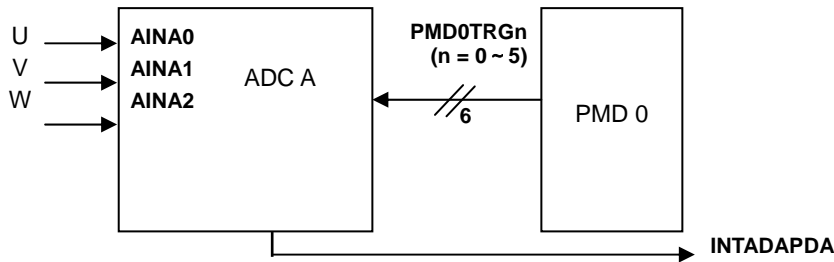 U
V
W
AINA0
AINA1
AINA2
ADC A
PMD0TRGn
(n = 0 ~ 5)
6
PMD 0
INTADAPDA